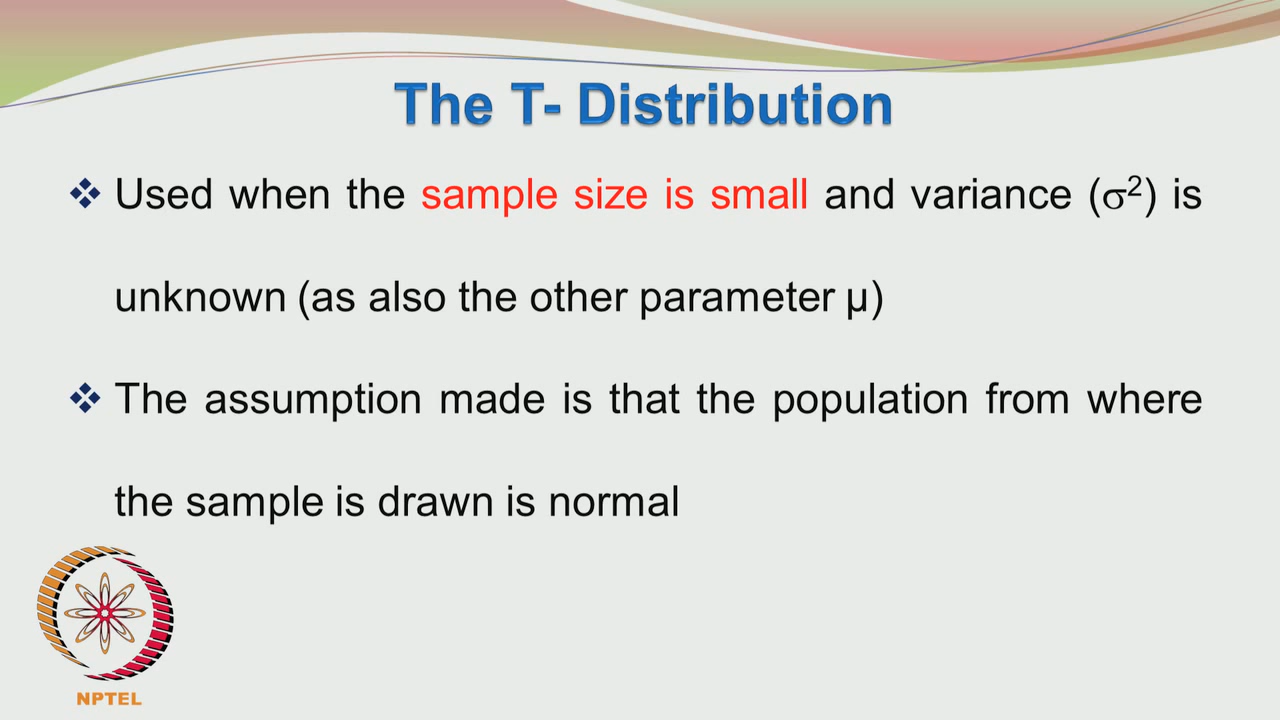 The T- Distribution
❖ Used when the sample size is small and variance (σ²) is
unknown (as also the other parameter µ)
❖ The assumption made is that the population from where
the sample is drawn is normal
NPTEL